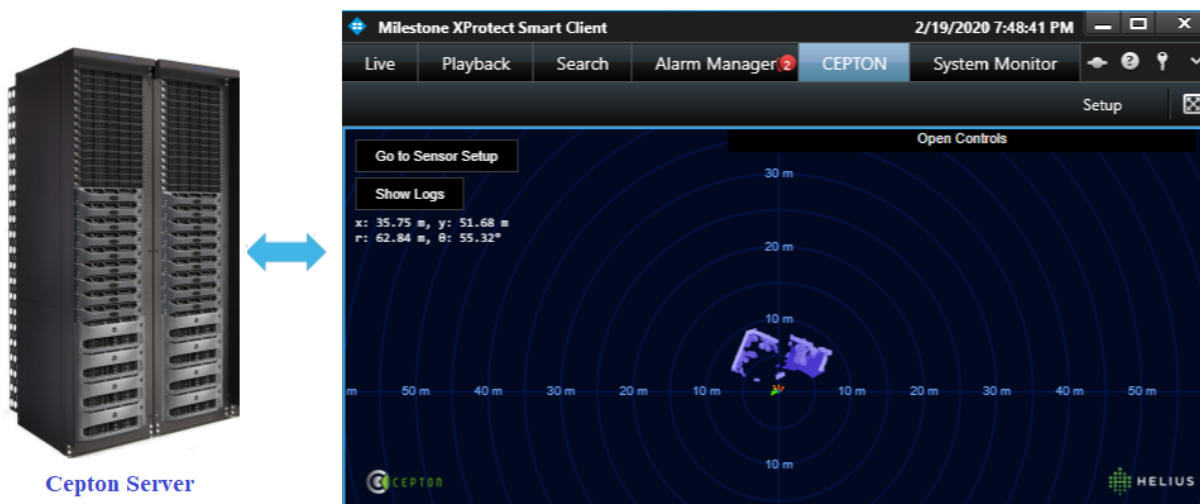 Milestone XProtect Smart Client 2/19/2020 7:48:41 PM
Live Playback Search Alarm Manager 2 CEPTON System Monitor
Setup
Open Controls
Go to Sensor Setup
Show Logs
x: 35.75 m, y: 51.68 m
r: 62.84 m, θ: 55.32°
30 m
20 m
10 m
m 50 m 40 m 30 m 20 m 10 m 10 m 20 m 30 m 40 m 50 m
10 m
CEPTON HELIUS
Cepton Server